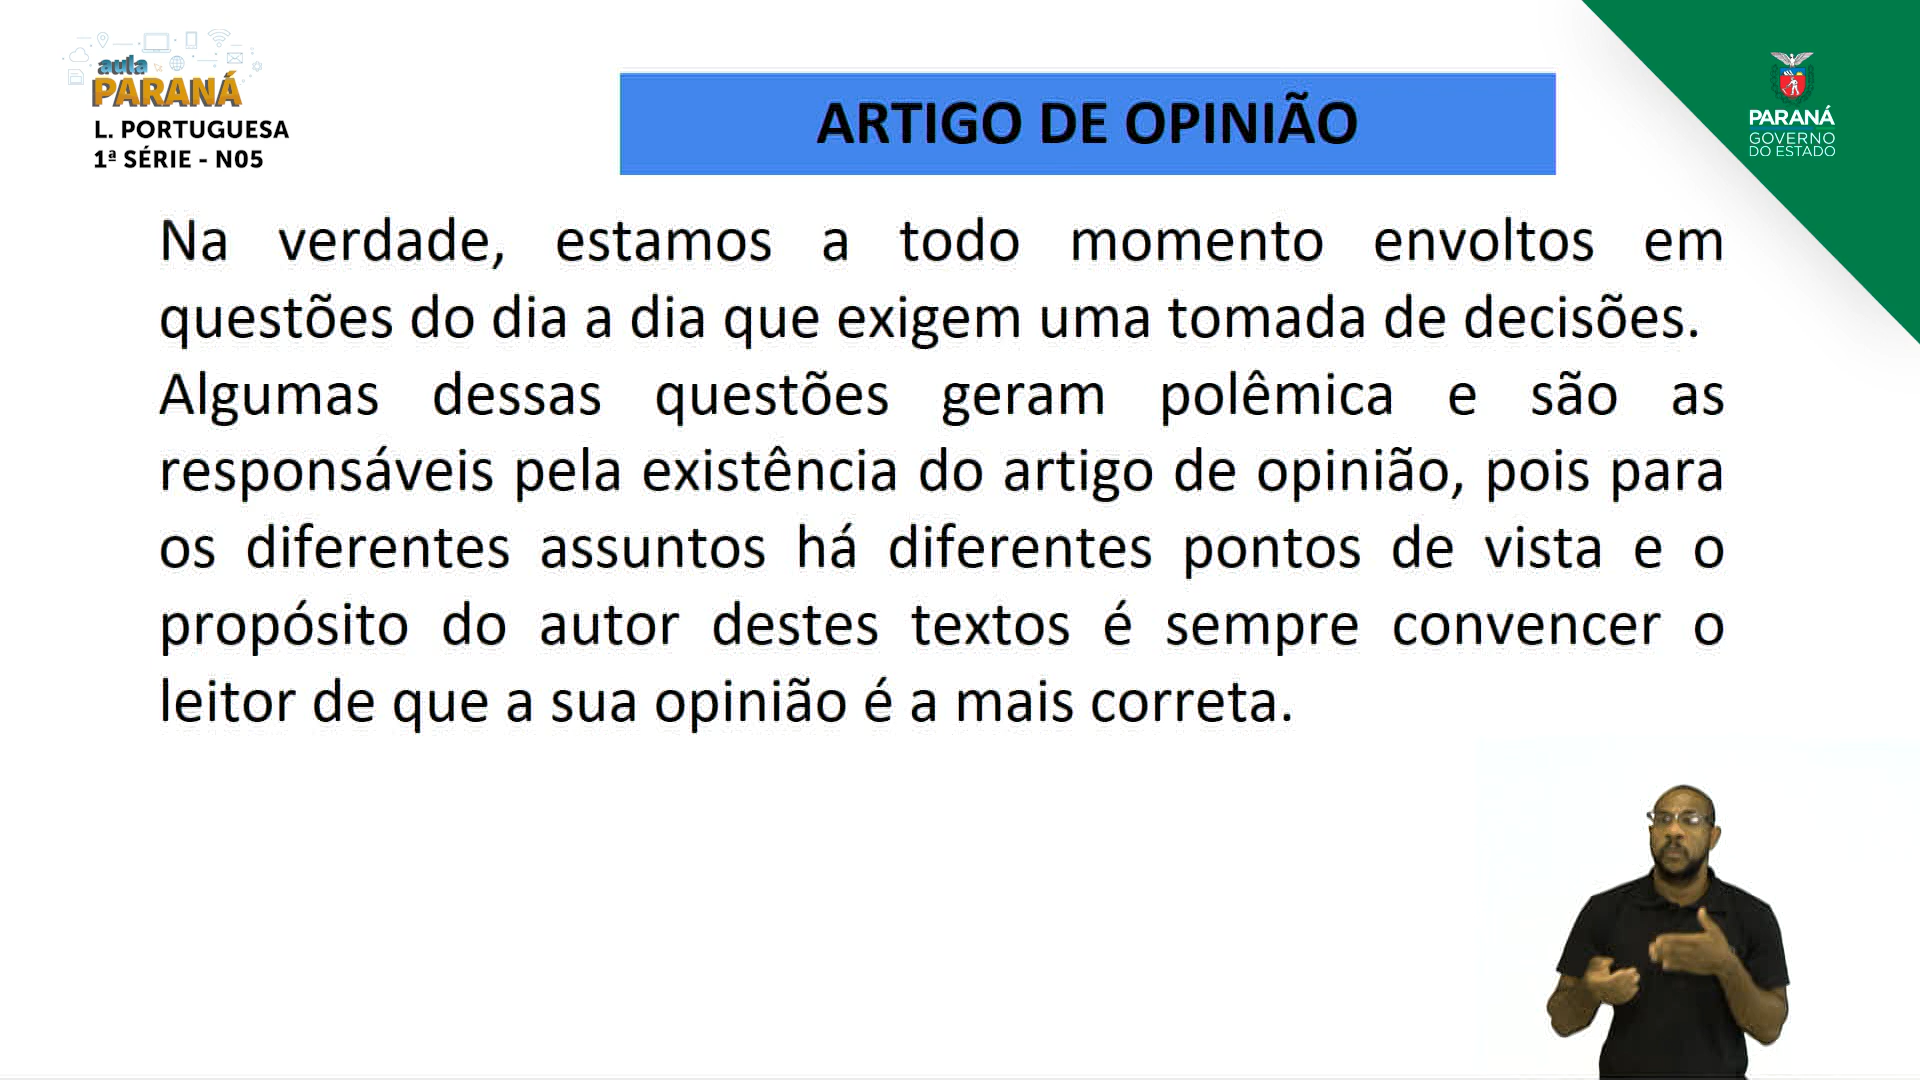 aula
PARANÁ
L. PORTUGUESA
1ª SÉRIE - N05
ARTIGO DE OPINIÃO
PARANÁ
GOVERNO
DO ESTADO
Na verdade, estamos a todo momento envoltos em
questões do dia a dia que exigem uma tomada de decisões.
Algumas dessas questões geram polêmica e são as
responsáveis pela existência do artigo de opinião, pois para
os diferentes assuntos há diferentes pontos de vista e o
propósito do autor destes textos é sempre convencer o
leitor de que a sua opinião é a mais correta.